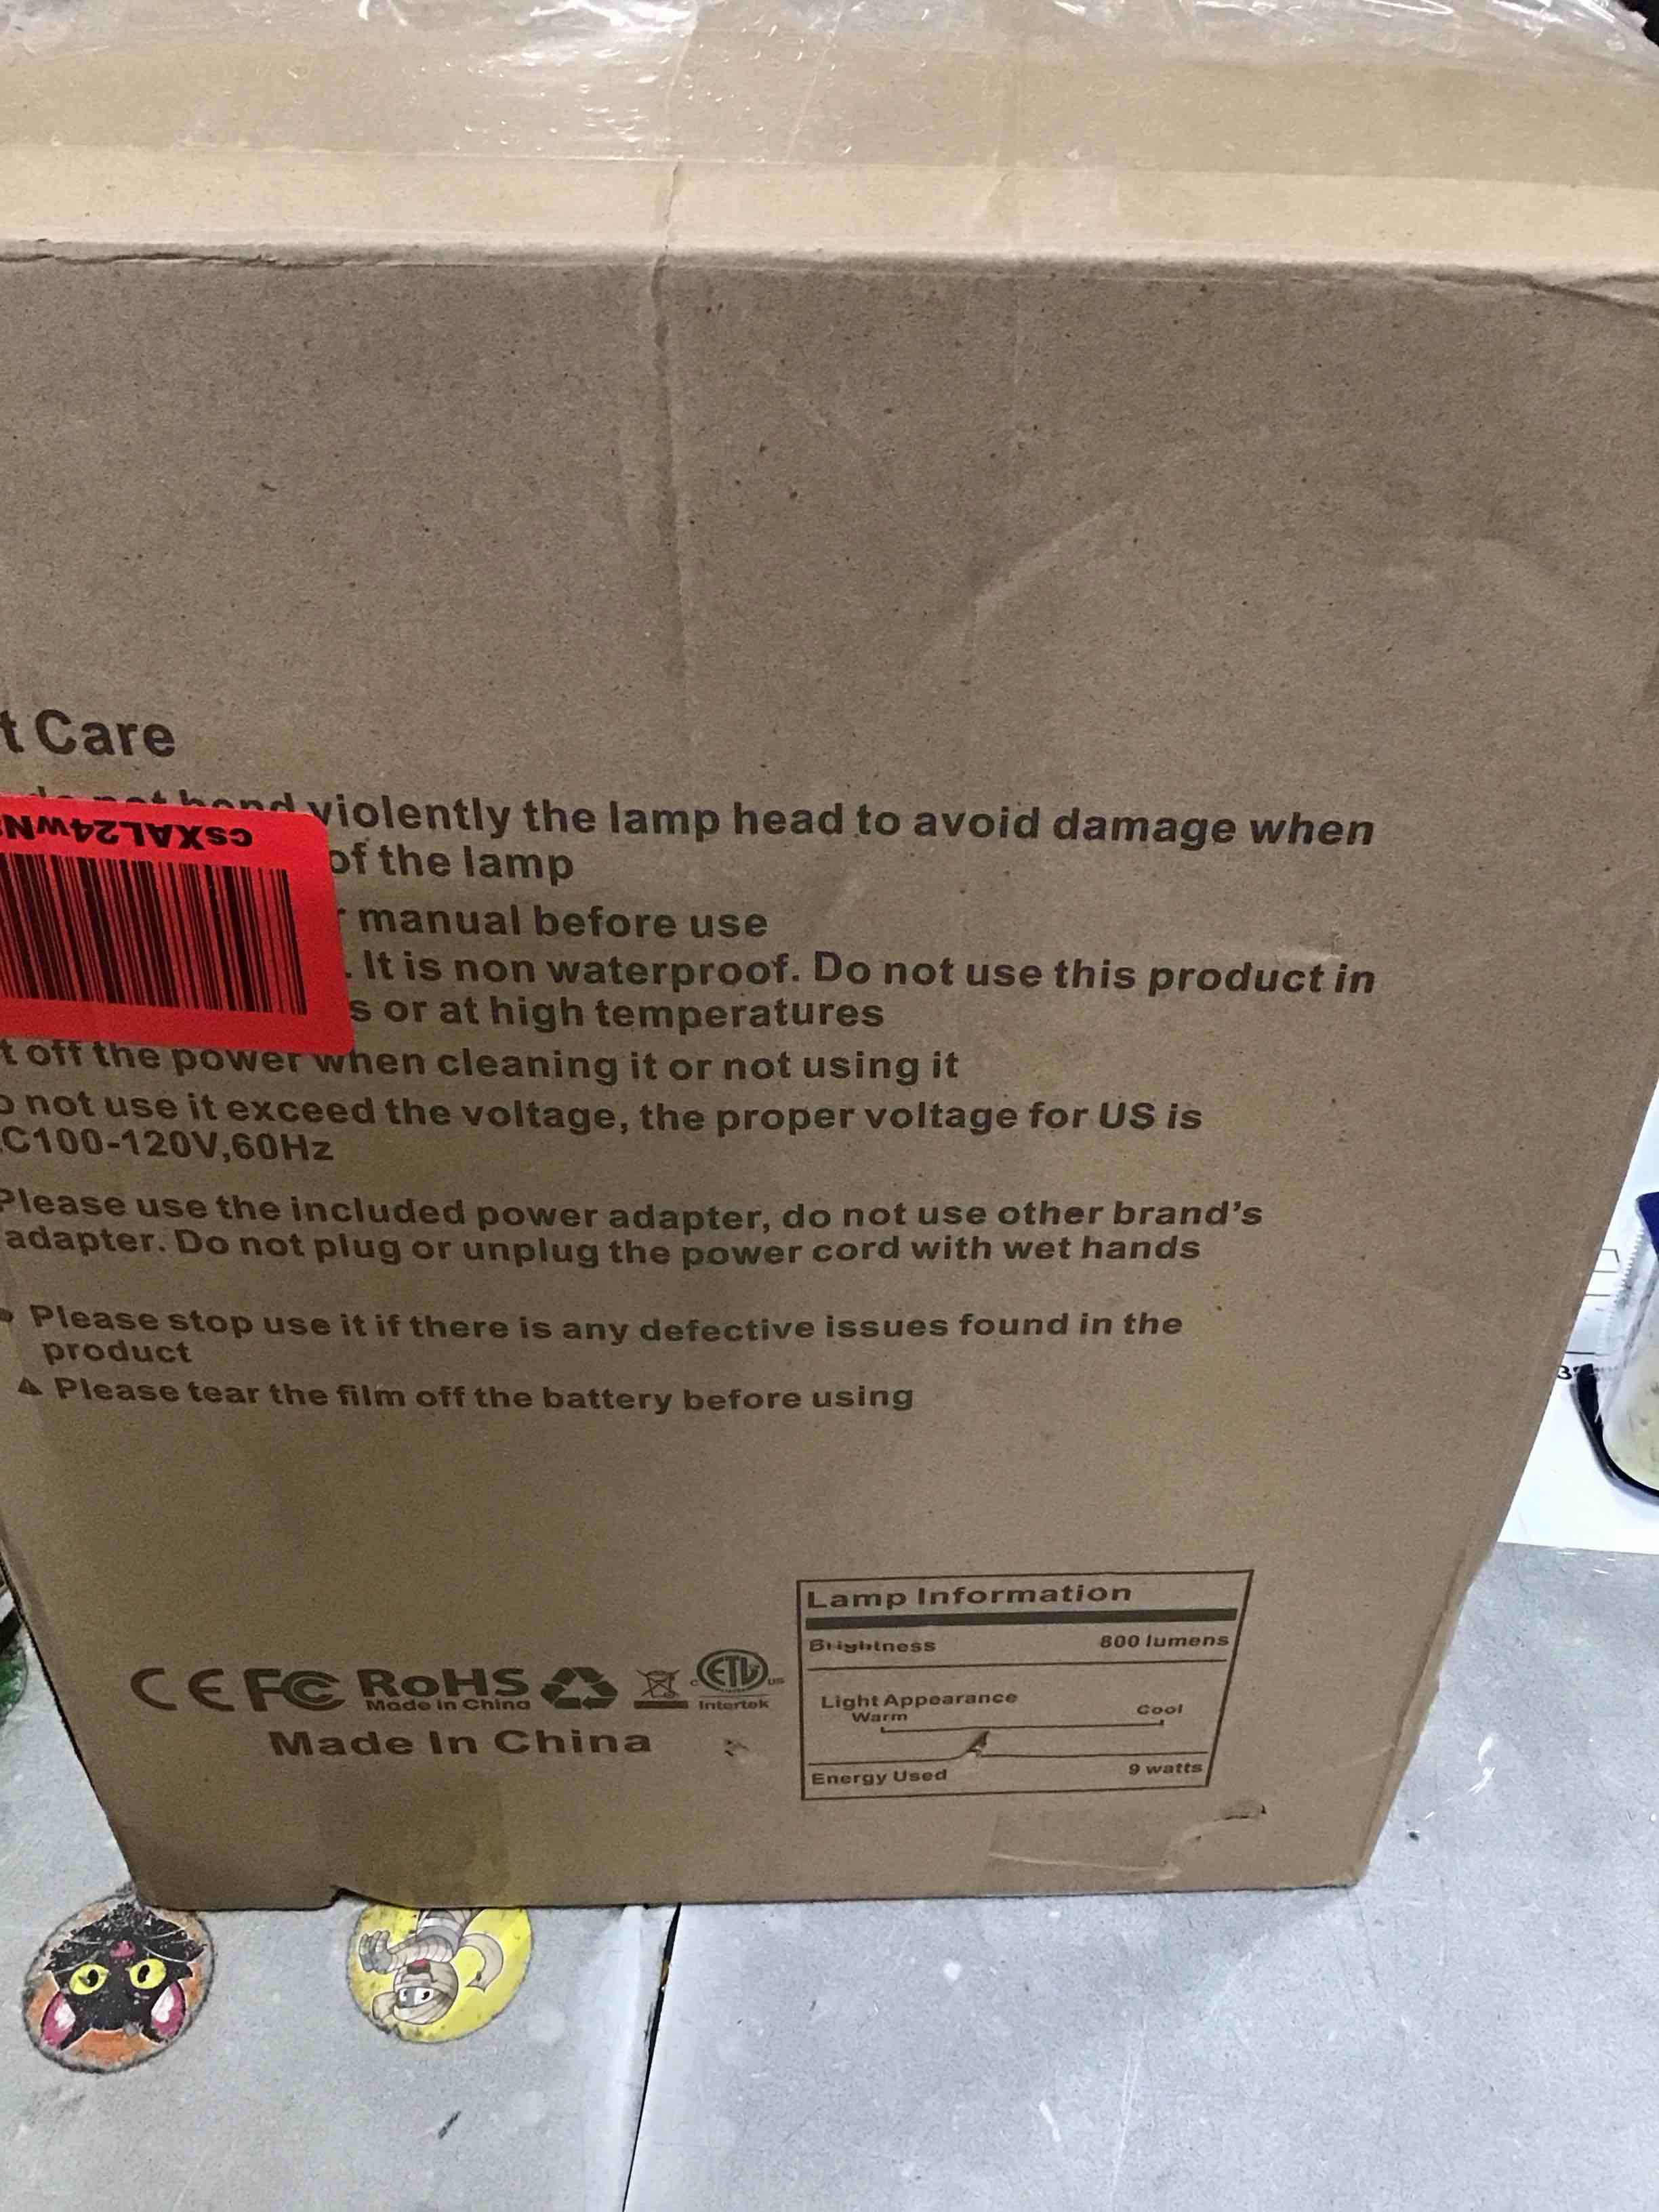 t Care
violently the lamp head to avoid damage when
of the lamp
manual before use
. It is non waterproof. Do not use this product in
s or at high temperatures
t off the power when cleaning it or not using it
o not use it exceed the voltage, the proper voltage for US is
C100-120V,60Hz
Please use the included power adapter, do not use other brand's
adapter. Do not plug or unplug the power cord with wet hands
Please stop use it if there is any defective issues found in the
product
Please tear the film off the battery before using
csXAL24wN
CE FC RoHS
Made In China
ETL
Intertek
Made In China
Lamp Information
Brightness 800 lumens
Light Appearance
Warm Cool
Energy Used 9 watts